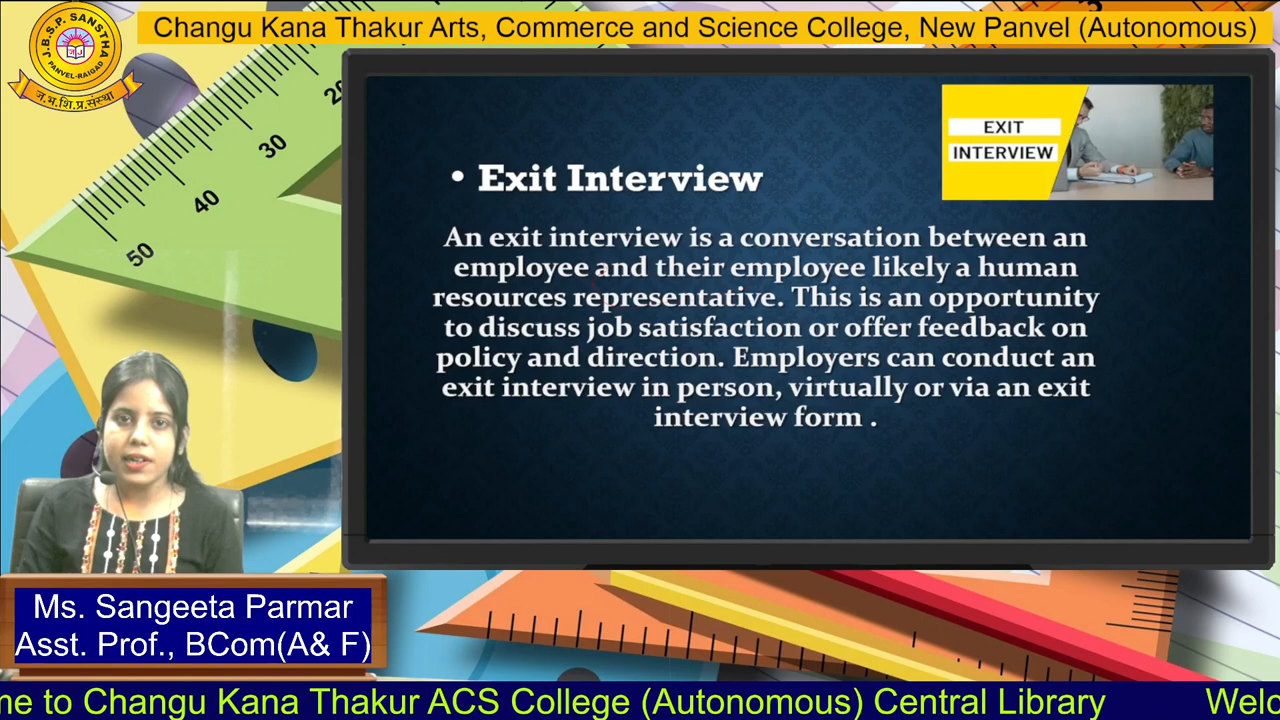 J.B.S.P. SANSTHA
PANVEL-RAIGAD
ज.भ.शि.प्र.संस्था
Changu Kana Thakur Arts, Commerce and Science College, New Panvel (Autonomous)
20
30
40
50
3
EXIT
INTERVIEW
• Exit Interview
An exit interview is a conversation between an
employee and their employee likely a human
resources representative. This is an opportunity
to discuss job satisfaction or offer feedback on
policy and direction. Employers can conduct an
exit interview in person, virtually or via an exit
interview form .
Ms. Sangeeta Parmar
Asst. Prof., BCom(A& F)
me to Changu Kana Thakur ACS College (Autonomous) Central Library
Welc